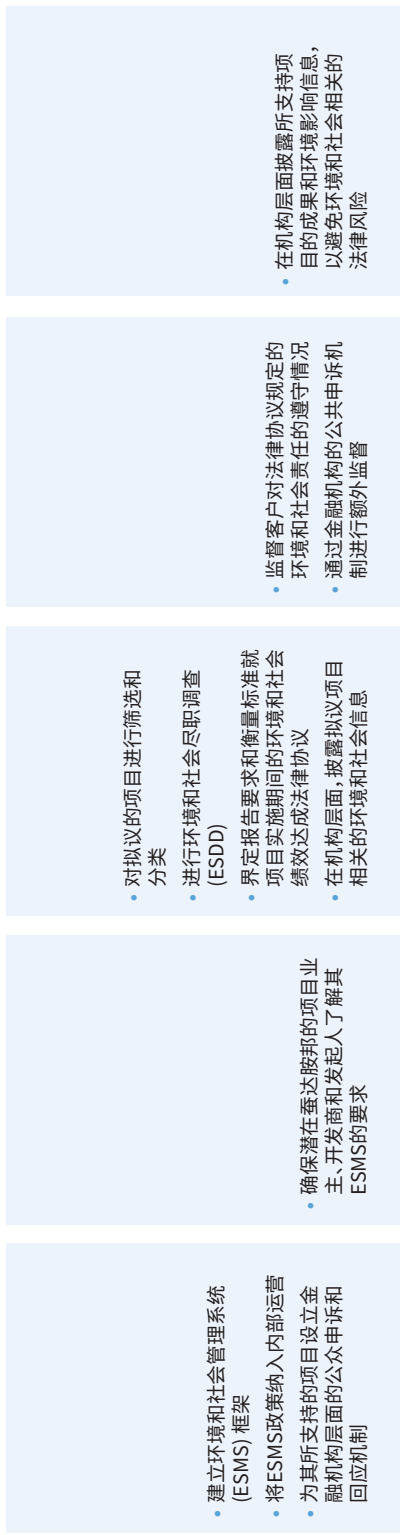 • 建立环境和社会管理系统
(ESMS) 框架
• 将ESMS政策纳入内部运营
• 为其所支持的项目设立金
融机构层面的公众申诉和
回应机制
• 确保潜在蚕达胺邦的项目业
主、开发商和发起人了解其
ESMS的要求
• 对拟议的项目进行筛选和
分类
• 进行环境和社会尽职调查
(ESDD)
• 界定报告要求和衡量标准就
项目实施期间的环境和社会
绩效达成法律协议
• 在机构层面，披露拟议项目
相关的环境和社会信息
• 监督客户对法律协议规定的
环境和社会责任的遵守情况
• 通过金融机构的公共申诉机
制进行额外监督
• 在机构层面披露所支持项
目的成果和环境影响信息，
以避免环境和社会相关的
法律风险